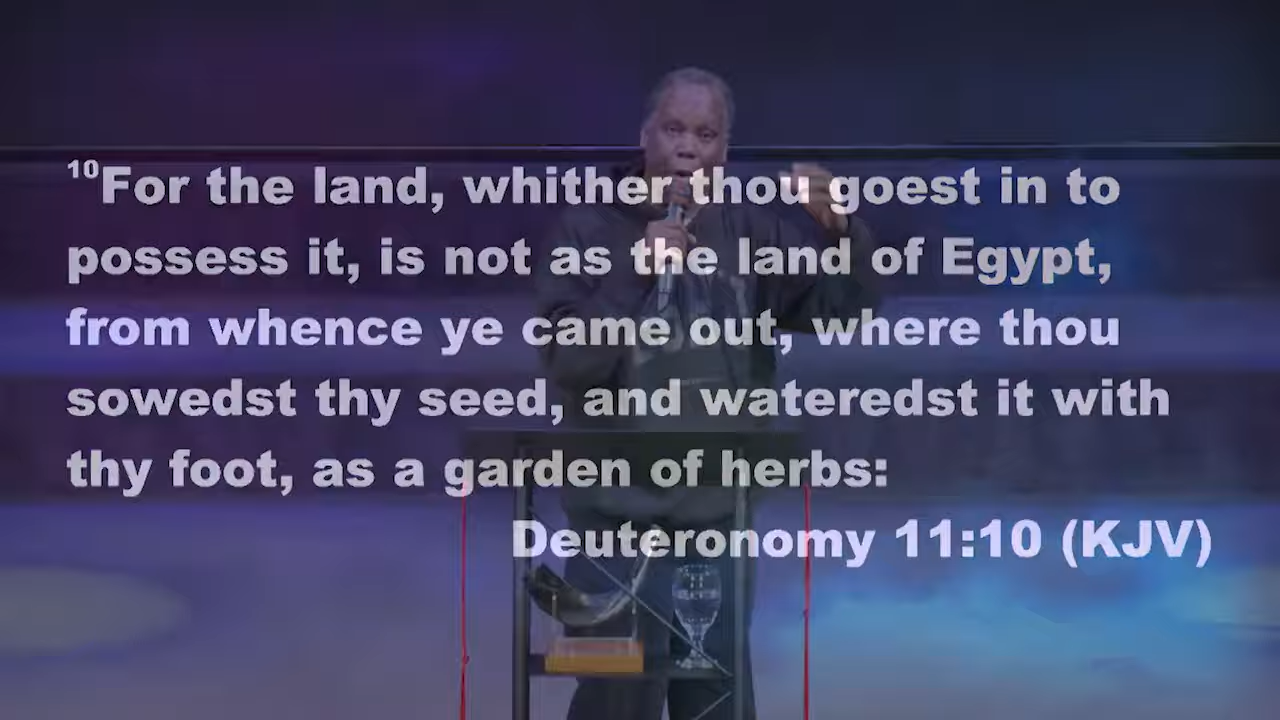 10For the land, whither thou goest in to
possess it, is not as the land of Egypt,
from whence ye came out, where thou
sowedst thy seed, and wateredst it with
thy foot, as a garden of herbs:
Deuteronomy 11:10 (KJV)